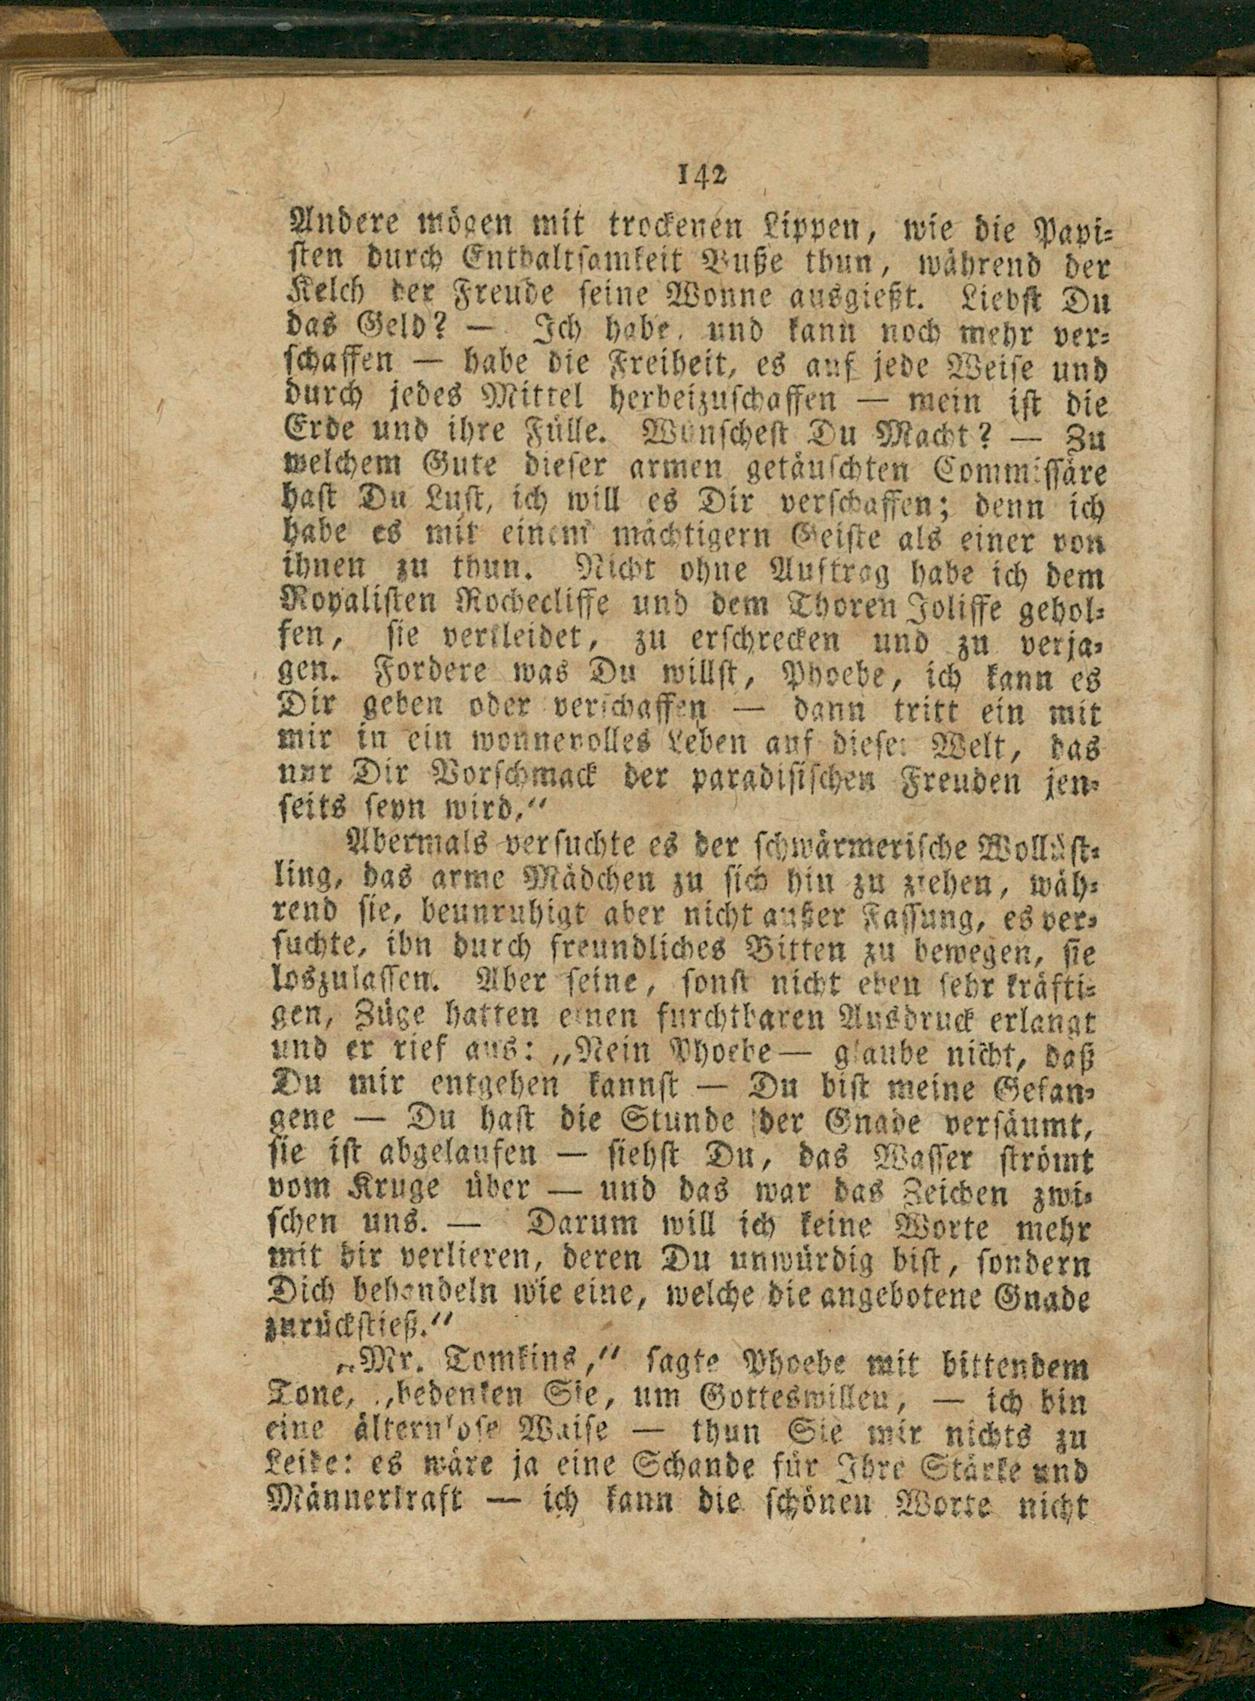 142
Andere mögen mit trockenen Lippen, wie die Papi-
sten durch Enthaltsamkeit Buße thun, während der
Kelch der Freude seine Wonne ausgießt. Liebst Du
das Geld? — Ich habe, und kann noch mehr ver-
schaffen — habe die Freiheit, es auf jede Weise und
durch jedes Mittel herbeizuschaffen — mein ist die
Erde und ihre Fülle. Wünschest Du Macht? — Zu
welchem Gute dieser armen getäuschten Commissäre
hast Du Lust, ich will es Dir verschaffen; denn ich
habe es mit einem mächtigern Geiste als einer von
ihnen zu thun. Nicht ohne Auftrag habe ich dem
Royalisten Rochecliffe und dem Thoren Joliffe gehol-
fen, sie verkleidet, zu erschrecken und zu verja-
gen. Fordere was Du willst, Phoebe, ich kann es
Dir geben oder verschaffen — dann tritt ein mit
mir in ein wonnevolles Leben auf dieser Welt, das
nur Dir Vorschmack der paradisischen Freuden jen-
seits seyn wird.“
Abermals versuchte es der schwärmerische Wollüst-
ling, das arme Mädchen zu sich hin zu ziehen, wäh-
rend sie, beunruhigt aber nicht außer Fassung, es ver-
suchte, ihn durch freundliches Bitten zu bewegen, sie
loszulassen. Aber seine, sonst nicht eben sehr kräfti-
gen, Züge hatten einen furchtbaren Ausdruck erlangt
und er rief aus: „Nein Phoebe — glaube nicht, daß
Du mir entgehen kannst — Du bist meine Gefan-
gene — Du hast die Stunde der Gnade versäumt,
sie ist abgelaufen — siehst Du, das Wasser strömt
vom Kruge über — und das war das Zeichen zwi-
schen uns. — Darum will ich keine Worte mehr
mit dir verlieren, deren Du unwürdig bist, sondern
Dich behandeln wie eine, welche die angebotene Gnade
zurückstieß.“
„Mr. Tomkins,“ sagte Phoebe mit bittendem
Tone, „bedenken Sie, um Gotteswillen, — ich bin
eine älternlose Waise — thun Sie mir nichts zu
Leide: es wäre ja eine Schande für Ihre Stärke und
Männerkraft — ich kann die schönen Worte nicht